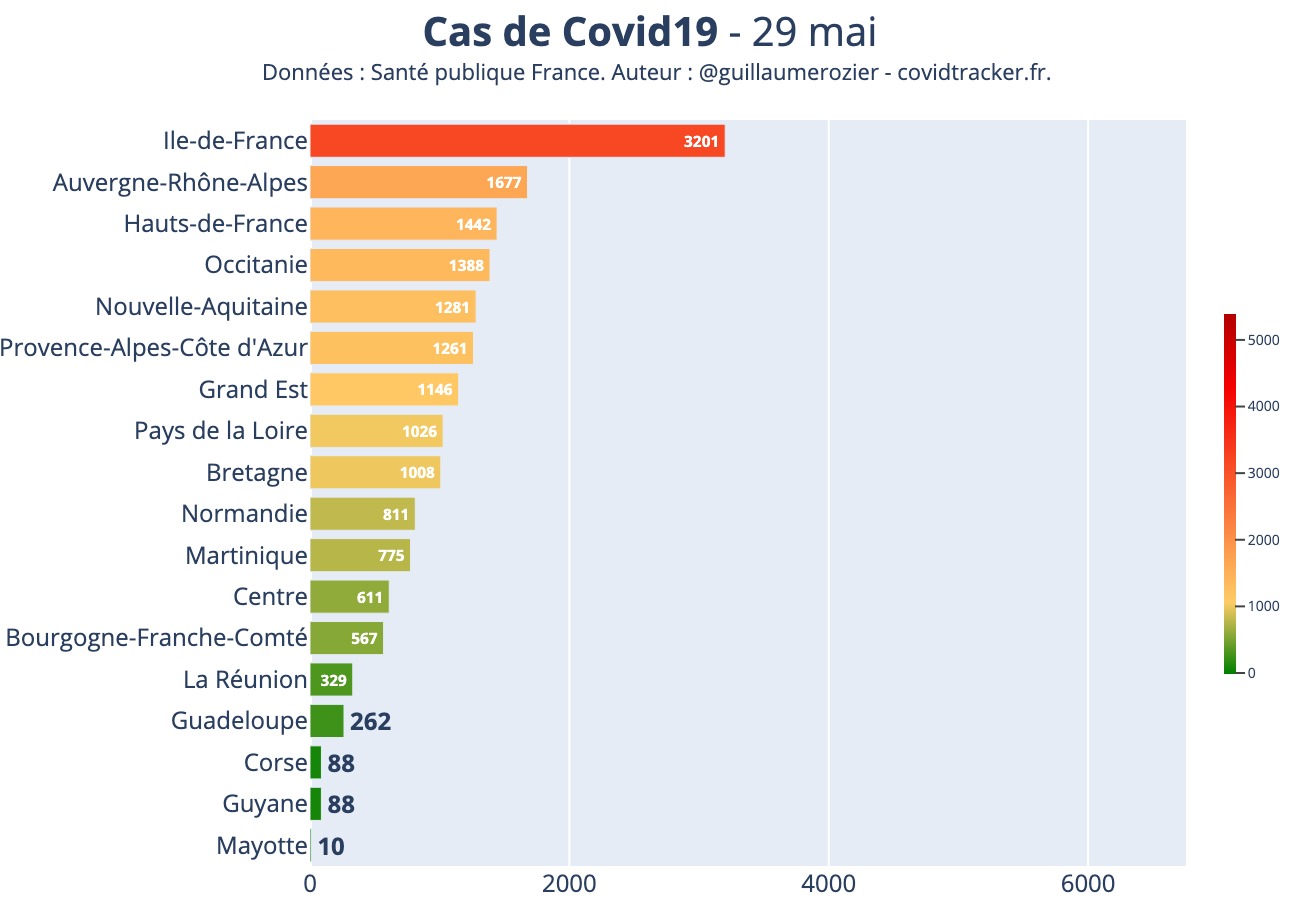 Cas de Covid19 - 29 mai
Données : Santé publique France. Auteur : @guillaumerozier - covidtracker.fr.
Ile-de-France 3201
Auvergne-Rhône-Alpes 1677
Hauts-de-France 1442
Occitanie 1388
Nouvelle-Aquitaine 1281
Provence-Alpes-Côte d'Azur 1261
Grand Est 1146
Pays de la Loire 1026
Bretagne 1008
Normandie 811
Martinique 775
Centre 611
Bourgogne-Franche-Comté 567
La Réunion 329
Guadeloupe 262
Corse 88
Guyane 88
Mayotte 10
0 2000 4000 6000
5000
4000
3000
2000
1000
0